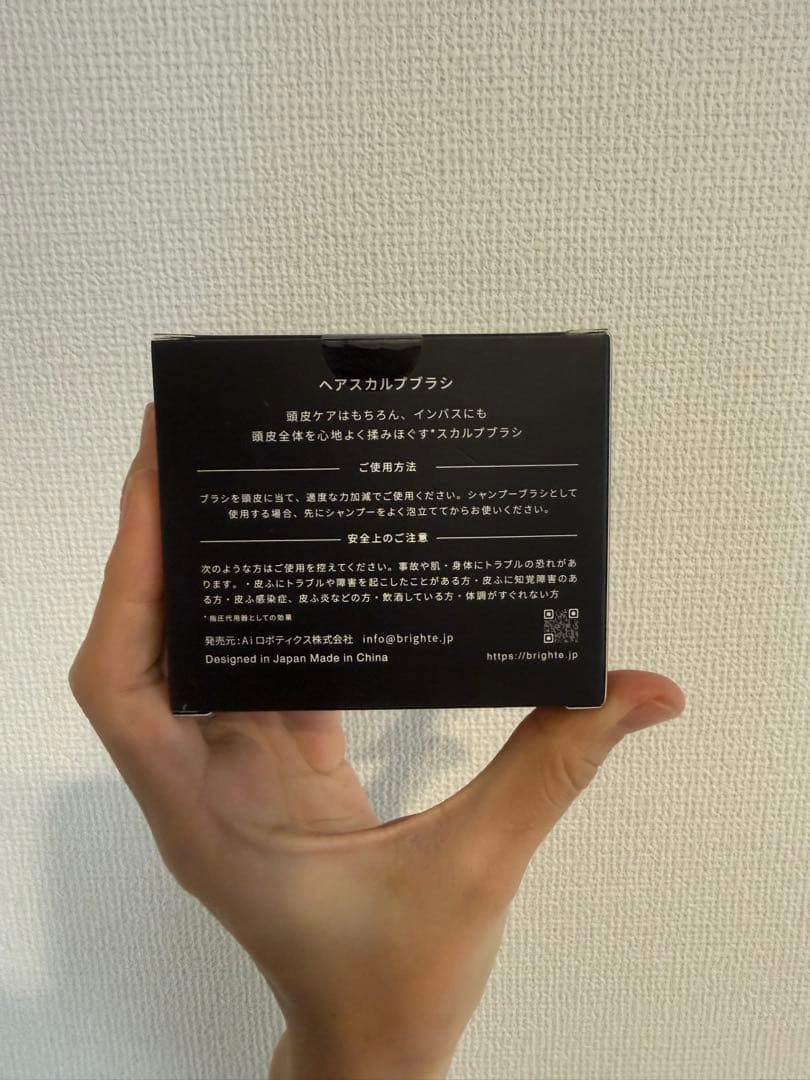 ヘアスカルプブラシ
頭皮ケアはもちろん、インバスにも
頭皮全体を心地よく揉みほぐす*スカルプブラシ
ご使用方法
ブラシを頭皮に当て、適度な力加減でご使用ください。シャンプーブラシとして
使用する場合、先にシャンプーをよく泡立ててからお使いください。
安全上のご注意
次のような方はご使用を控えてください。事故や肌・身体にトラブルの恐れがあ
ります。・皮ふにトラブルや障害を起こしたことがある方・皮ふに知覚障害のあ
る方・皮ふ感染症、皮ふ炎などの方・飲酒している方・体調がすぐれない方
*指圧代用器としての効果
発売元:Aiロボティクス株式会社 info@brighte.jp
Designed in Japan Made in China
https://brighte.jp